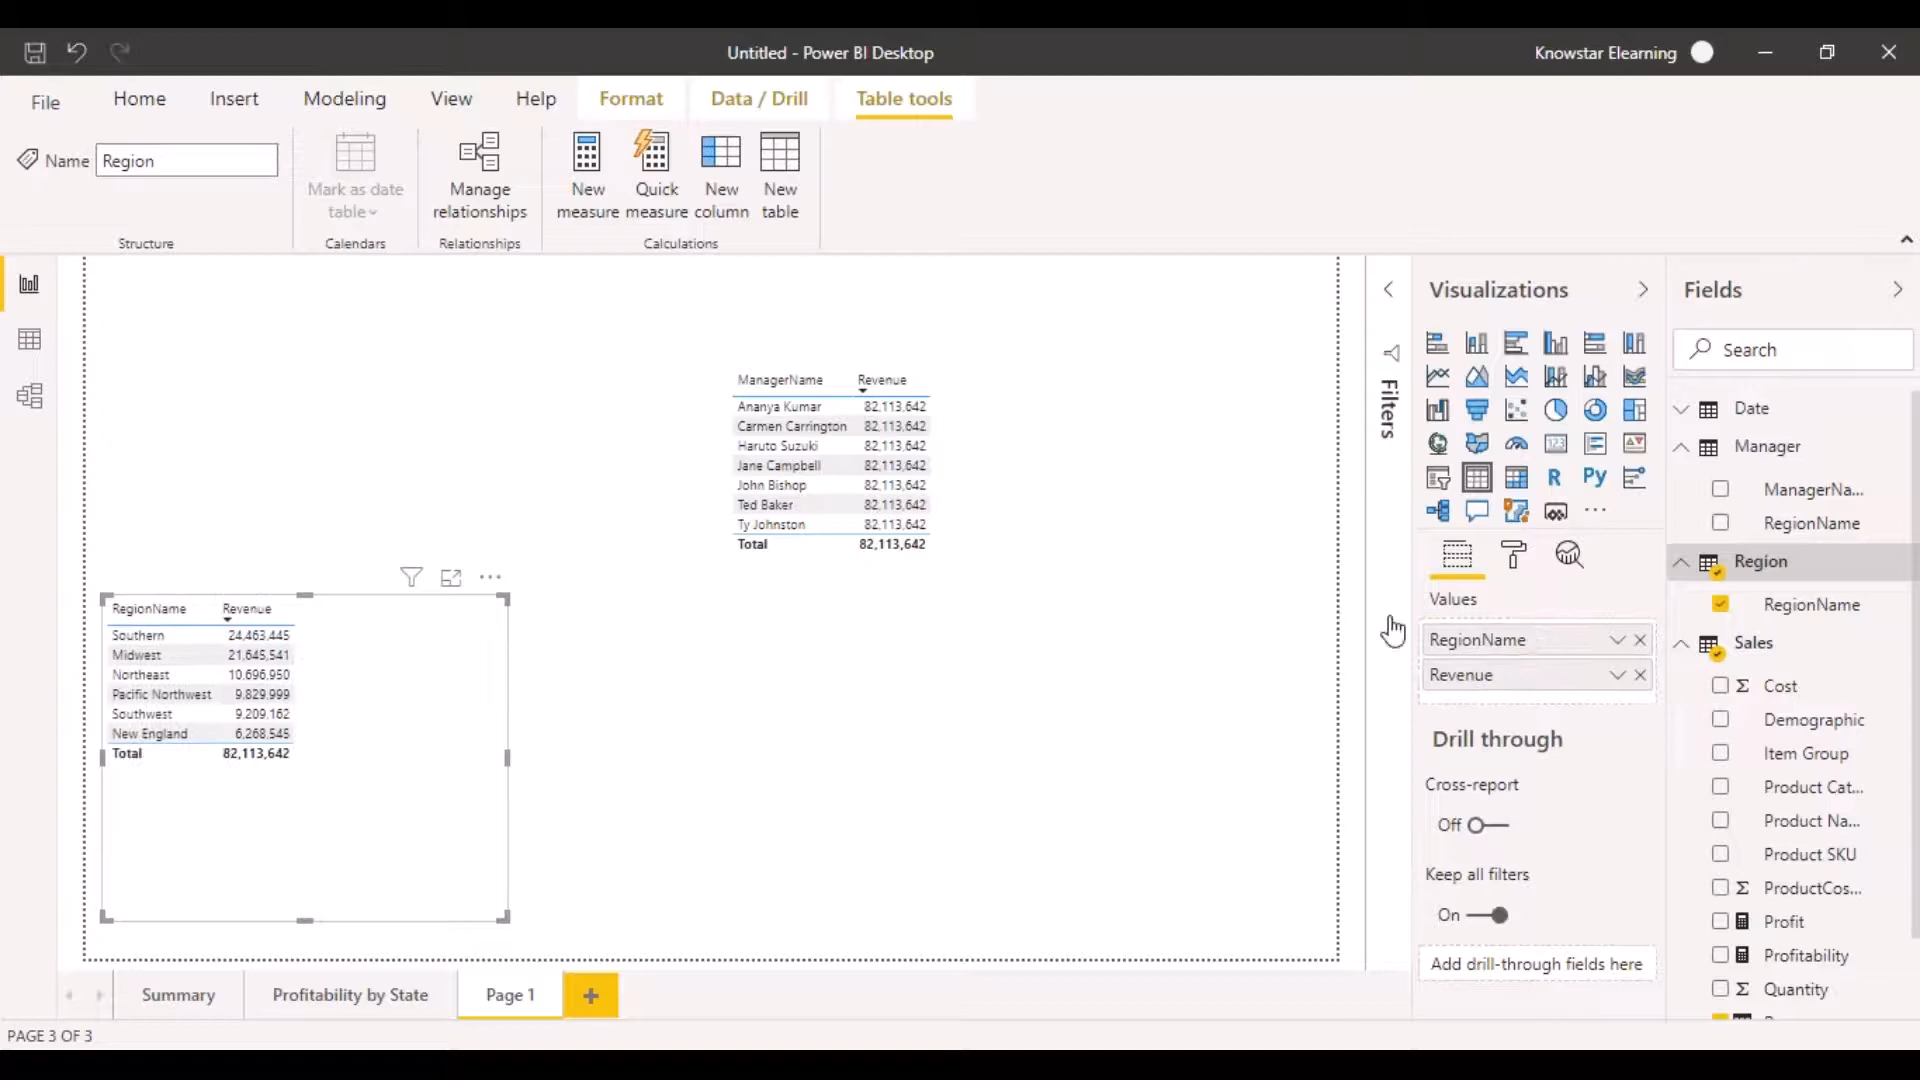 Untitled - Power BI Desktop
Knowstar Elearning
File
Home
Insert
Modeling
View
Help
Format
Data / Drill
Table tools
Name
Region
Mark as date
table
New
measure
Quick
measure
New
column
New
table
Manage
relationships
Structure
Calendars
Relationships
Calculations
ManagerName Revenue
Ananya Kumar 82,113,642
Carmen Carrington 82,113,642
Haruto Suzuki 82,113,642
Jane Campbell 82,113,642
John Bishop 82,113,642
Ted Baker 82,113,642
Ty Johnston 82,113,642
Total 82,113,642
RegionName Revenue
Southern 24,463,445
Midwest 21,645,541
Northeast 10,696,950
Pacific Northwest 9,829,999
Southwest 9,209,162
New England 6,268,545
Total 82,113,642
Filters
Visualizations
123
R
Py
Values
RegionName
Revenue
Drill through
Cross-report
Off
Keep all filters
On
Add drill-through fields here
Fields
Search
Date
Manager
ManagerNa...
RegionName
Region
RegionName
Sales
Σ Cost
Demographic
Item Group
Product Cat...
Product Na...
Product SKU
Σ ProductCos...
Profit
Profitability
Σ Quantity
Summary
Profitability by State
Page 1
PAGE 3 OF 3